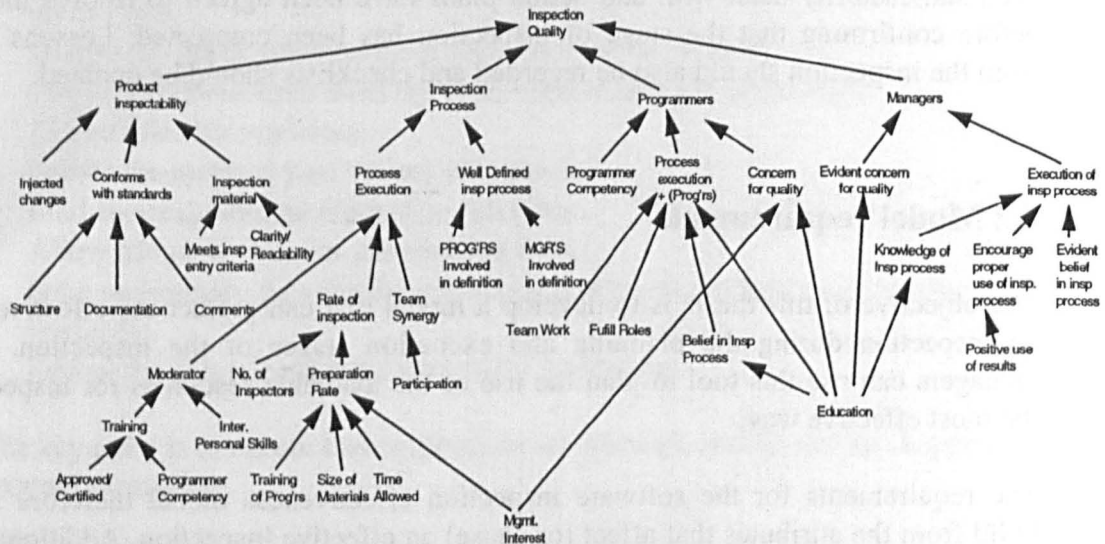 Inspection
Quality
Product
inspectability
Inspection
Process
Programmers
Managers
Injected
changes
Conforms
with standards
Inspection
material
Process
Execution
Well Defined
insp process
Programmer
Competency
Process
execution
+ (Prog'rs)
Concern
for quality
Evident concern
for quality
Execution of
insp process
Meets insp
entry criteria
Clarity/
Readability
PROG'RS
Involved
in definition
MGR'S
Involved
in definition
Knowledge of
Insp process
Encourage
proper
use of insp.
process
Evident
belief
in insp
process
Structure
Documentation
Comments
Rate of
Inspection
Team
Synergy
Team Work
Fufill Roles
Belief in Insp
Process
Positive use
of results
Moderator
No. of
Inspectors
Preparation
Rate
Participation
Education
Training
Inter.
Personal Skills
Approved/
Certified
Programmer
Competency
Training
of Prog'rs
Size of
Materials
Time
Allowed
Mgmt.
Interest